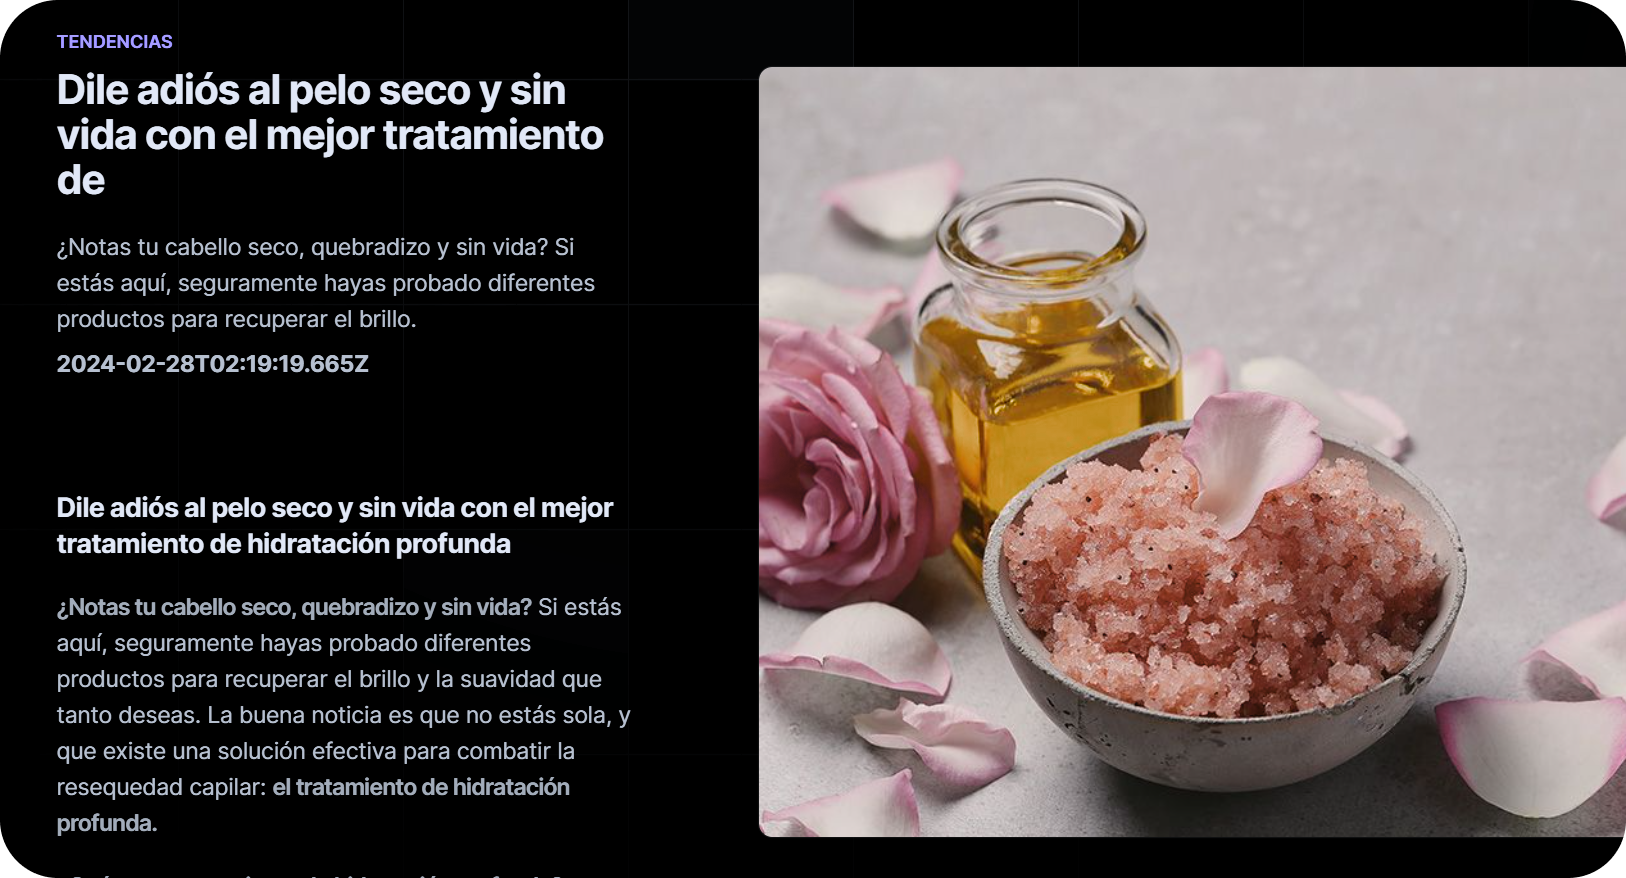 TENDENCIAS
Dile adiós al pelo seco y sin
vida con el mejor tratamiento
de
¿Notas tu cabello seco, quebradizo y sin vida? Si
estás aquí, seguramente hayas probado diferentes
productos para recuperar el brillo.
2024-02-28T02:19:19.665Z
Dile adiós al pelo seco y sin vida con el mejor
tratamiento de hidratación profunda
¿Notas tu cabello seco, quebradizo y sin vida? Si estás
aquí, seguramente hayas probado diferentes
productos para recuperar el brillo y la suavidad que
tanto deseas. La buena noticia es que no estás sola, y
que existe una solución efectiva para combatir la
resequedad capilar: el tratamiento de hidratación
profunda.